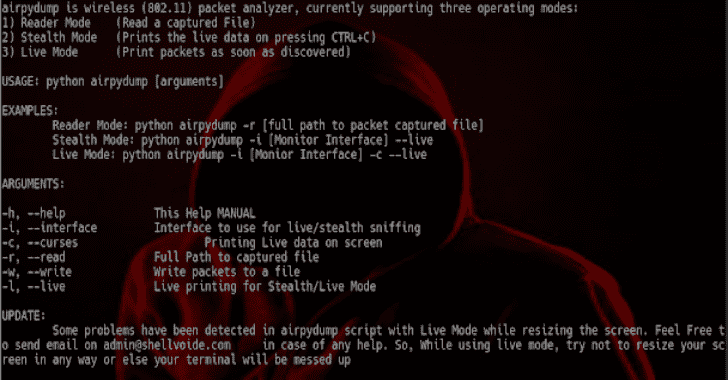 airpydump is wireless (802.11) packet analyzer, currently supporting three operating modes:
1) Reader Mode   (Read a captured File)
2) Stealth Mode  (Prints the live data on pressing CTRL+C)
3) Live Mode     (Print packets as soon as discovered)
USAGE: python airpydump [arguments]
EXAMPLES:
Reader Mode: python airpydump -r [full path to packet captured file]
Stealth Mode: python airpydump -i [Monitor Interface] --live
Live Mode: python airpydump -i [Monior Interface] -c --live
ARGUMENTS:
-h, --help            This Help MANUAL
-i, --interface       Interface to use for live/stealth sniffing
-c, --curses          Printing Live data on screen
-r, --read            Full Path to captured file
-w, --write           Write packets to a file
-l, --live            Live printing for Stealth/Live Mode
UPDATE:
Some problems have been detected in airpydump script with Live Mode while resizing the screen. Feel Free t
o send email on admin@shellvoide.com     in case of any help. So, While using live mode, try not to resize your sc
reen in any way or else your terminal will be messed up